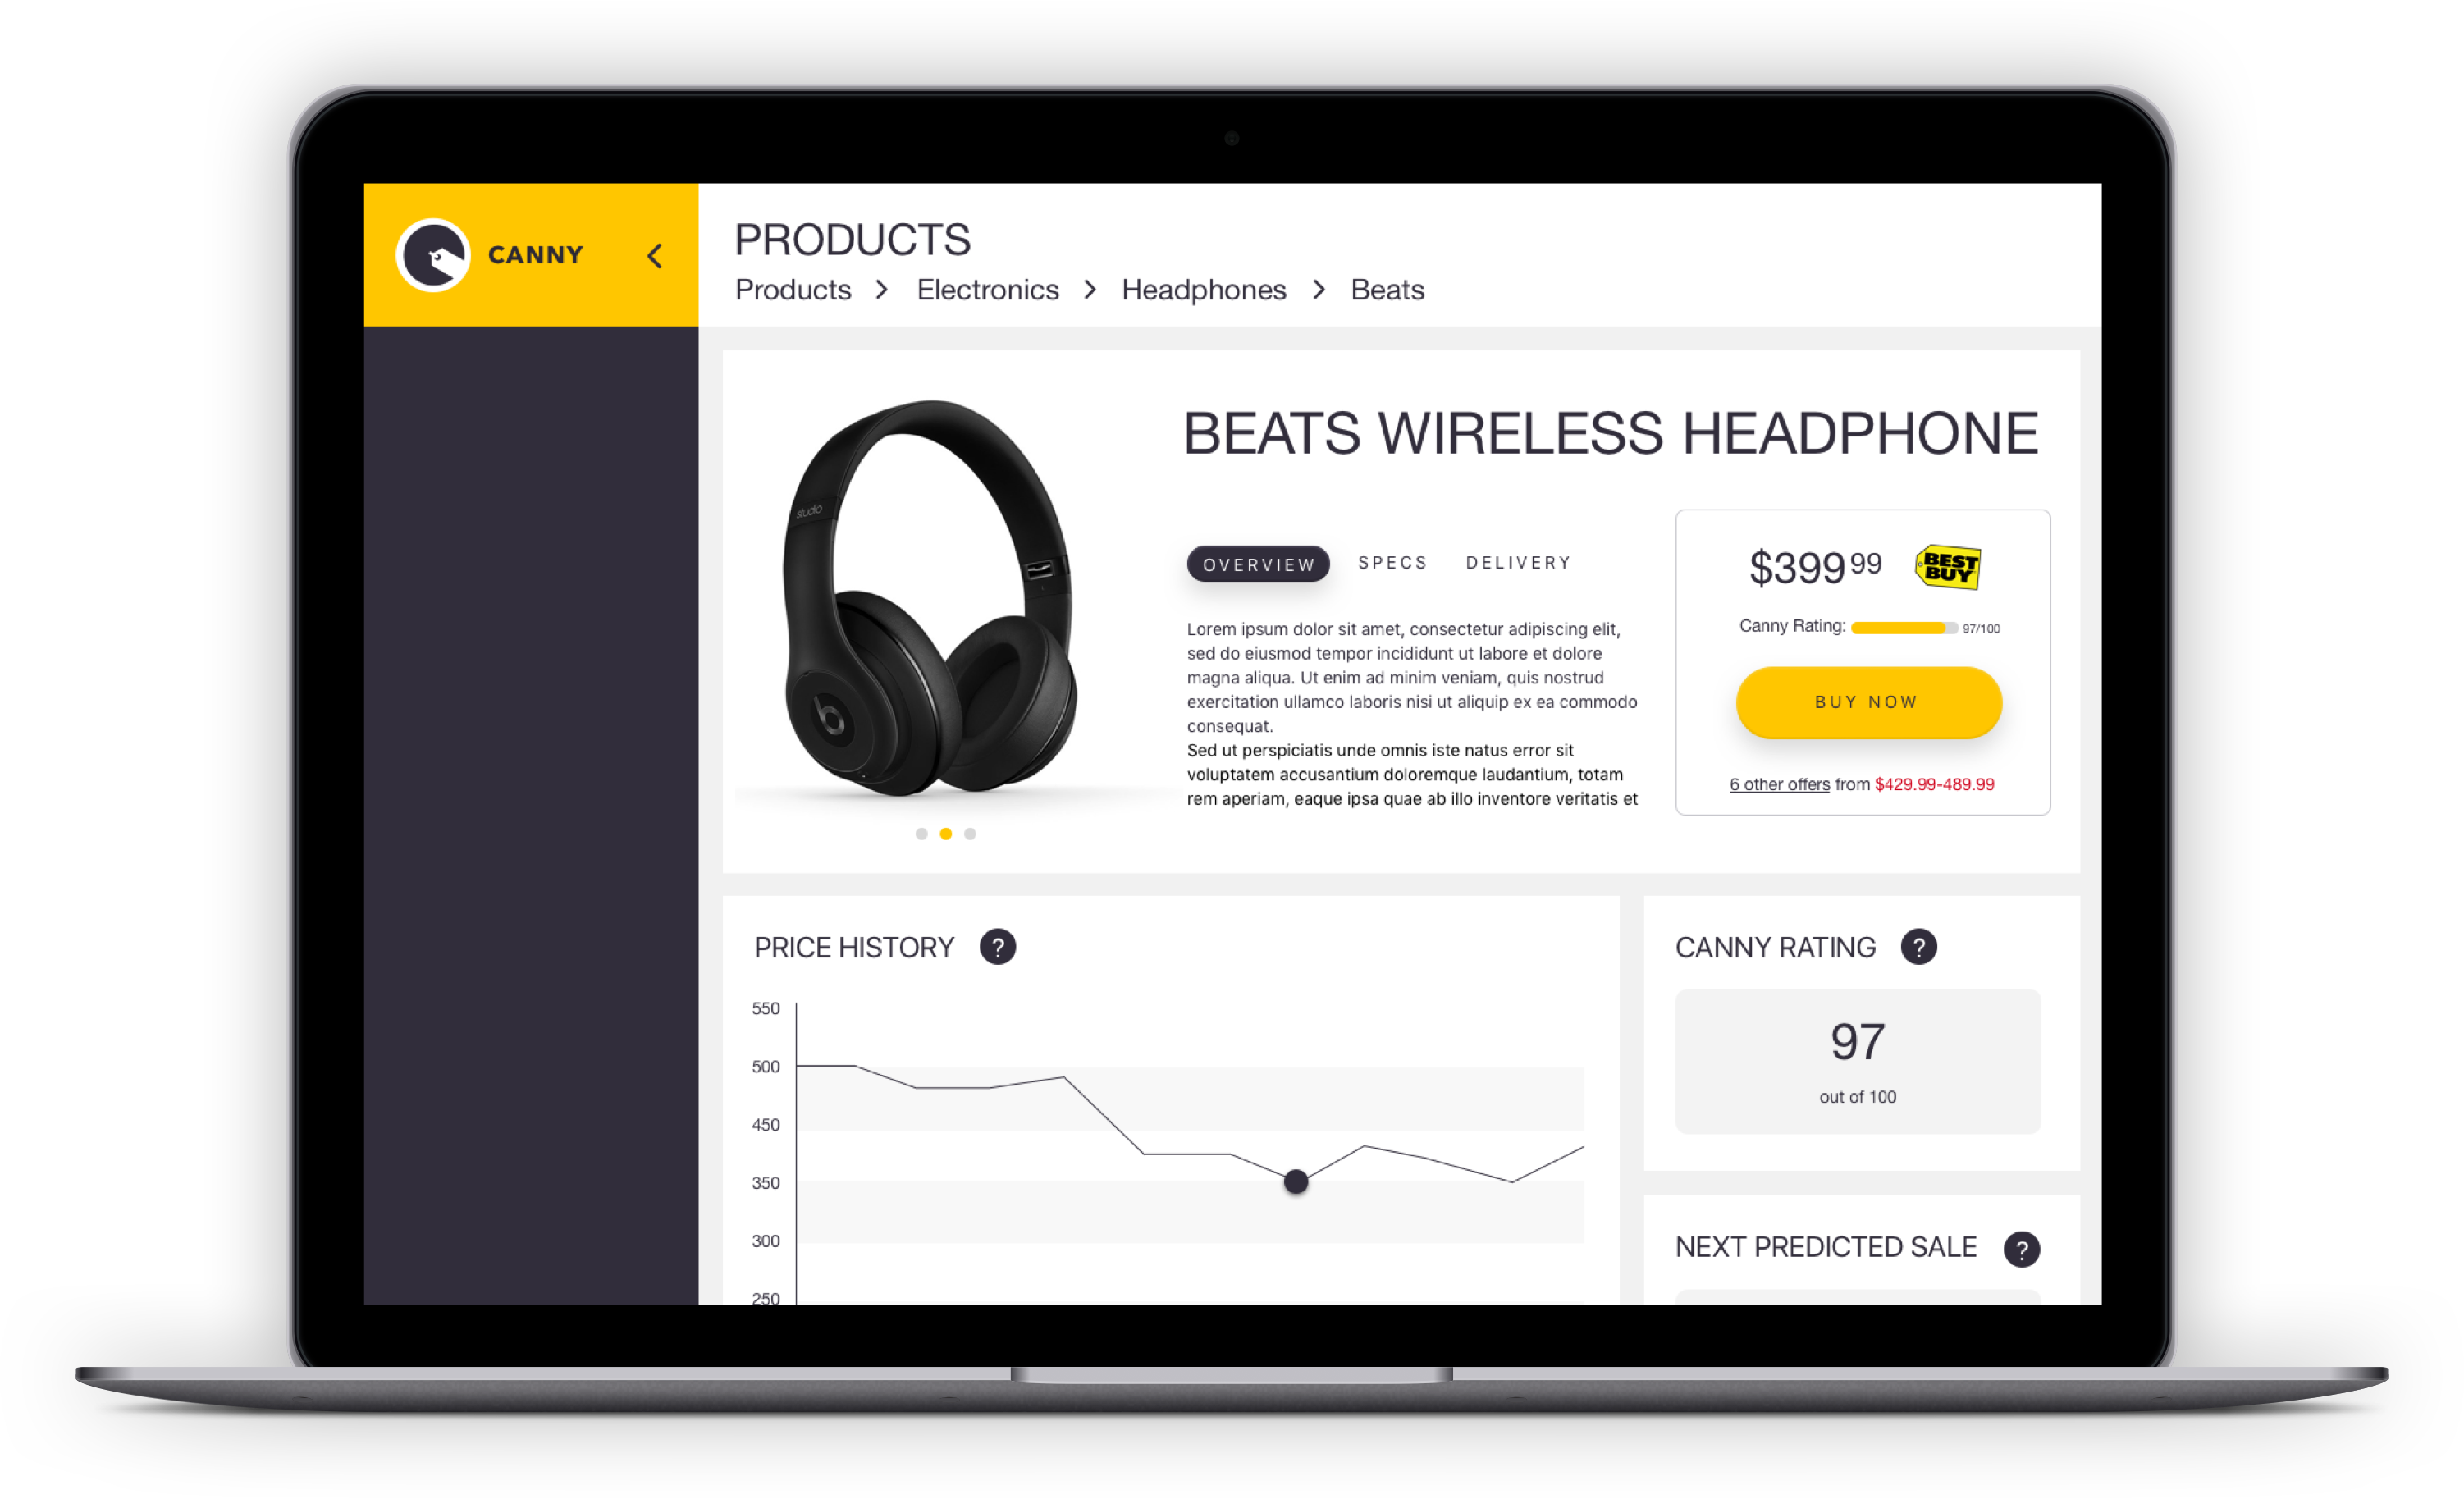 CANNY
PRODUCTS
Products > Electronics > Headphones > Beats
studio
BEATS WIRELESS HEADPHONE
OVERVIEW SPECS DELIVERY
Lorem ipsum dolor sit amet, consectetur adipiscing elit,
sed do eiusmod tempor incididunt ut labore et dolore
magna aliqua. Ut enim ad minim veniam, quis nostrud
exercitation ullamco laboris nisi ut aliquip ex ea commodo
consequat.
Sed ut perspiciatis unde omnis iste natus error sit
voluptatem accusantium doloremque laudantium, totam
rem aperiam, eaque ipsa quae ab illo inventore veritatis et
$399 99
BEST
BUY
Canny Rating: 97/100
BUY NOW
6 other offers from $429.99-489.99
PRICE HISTORY ?
550
500
450
350
300
250
CANNY RATING ?
97
out of 100
NEXT PREDICTED SALE ?